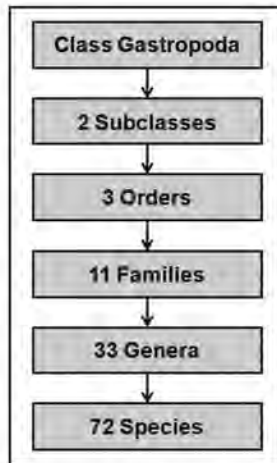 Class Gastropoda
2 Subclasses
3 Orders
11 Families
33 Genera
72 Species